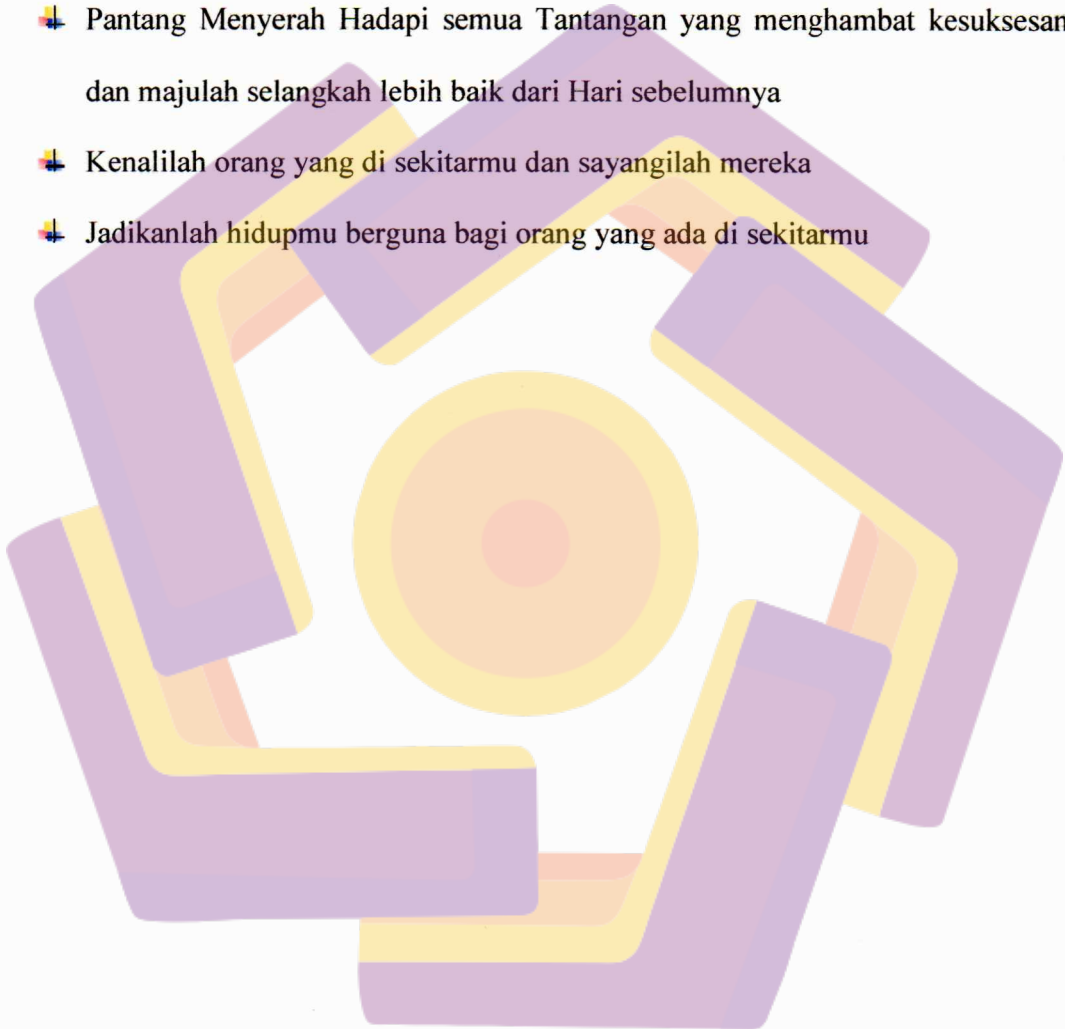 Pantang Menyerah Hadapi semua Tantangan yang menghambat kesuksesan
dan majulah selangkah lebih baik dari Hari sebelumnya
Kenalilah orang yang di sekitarmu dan sayangilah mereka
Jadikanlah hidupmu berguna bagi orang yang ada di sekitarmu